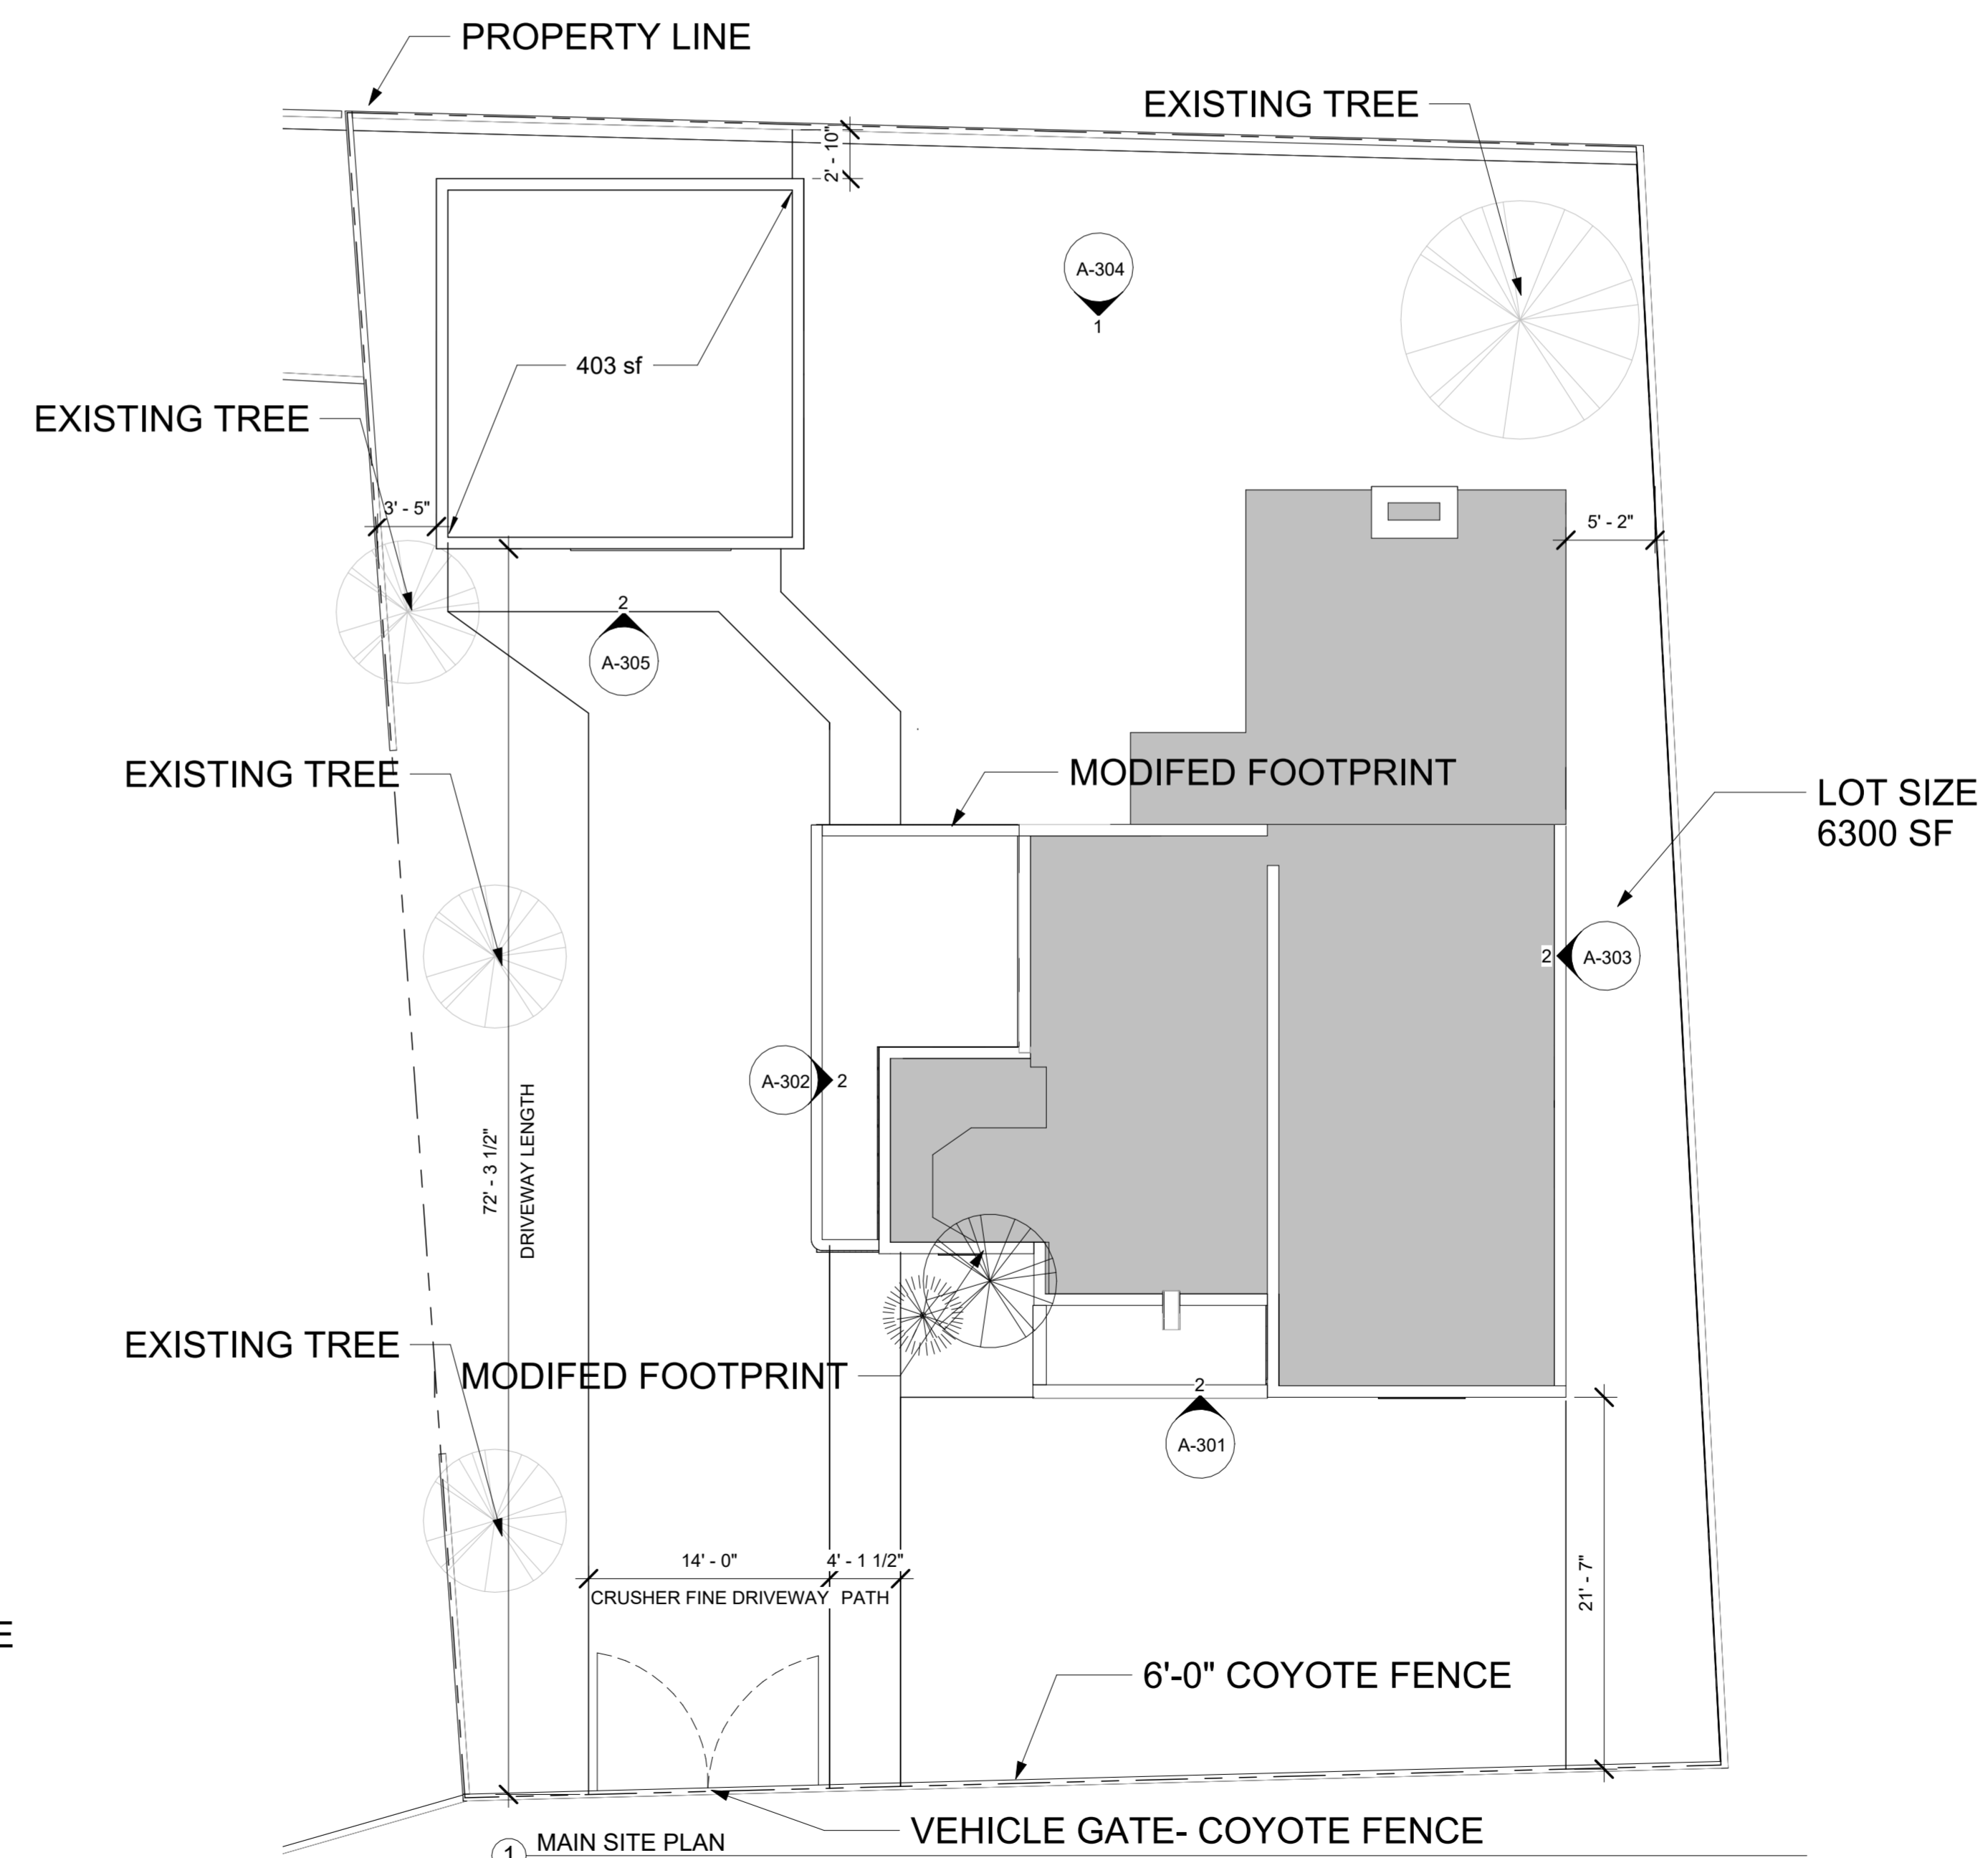 PROPERTY LINE
EXISTING TREE
2' - 10"
A-304
1
403 sf
EXISTING TREE
3' - 5"
5' - 2"
2
A-305
EXISTING TREE
MODIFED FOOTPRINT
LOT SIZE
6300 SF
2
A-303
A-302
2
72' - 3 1/2"
DRIVEWAY LENGTH
EXISTING TREE
MODIFED FOOTPRINT
2
A-301
14' - 0"
4' - 1 1/2"
CRUSHER FINE DRIVEWAY
PATH
21' - 7"
E
6'-0" COYOTE FENCE
VEHICLE GATE- COYOTE FENCE
1
MAIN SITE PLAN